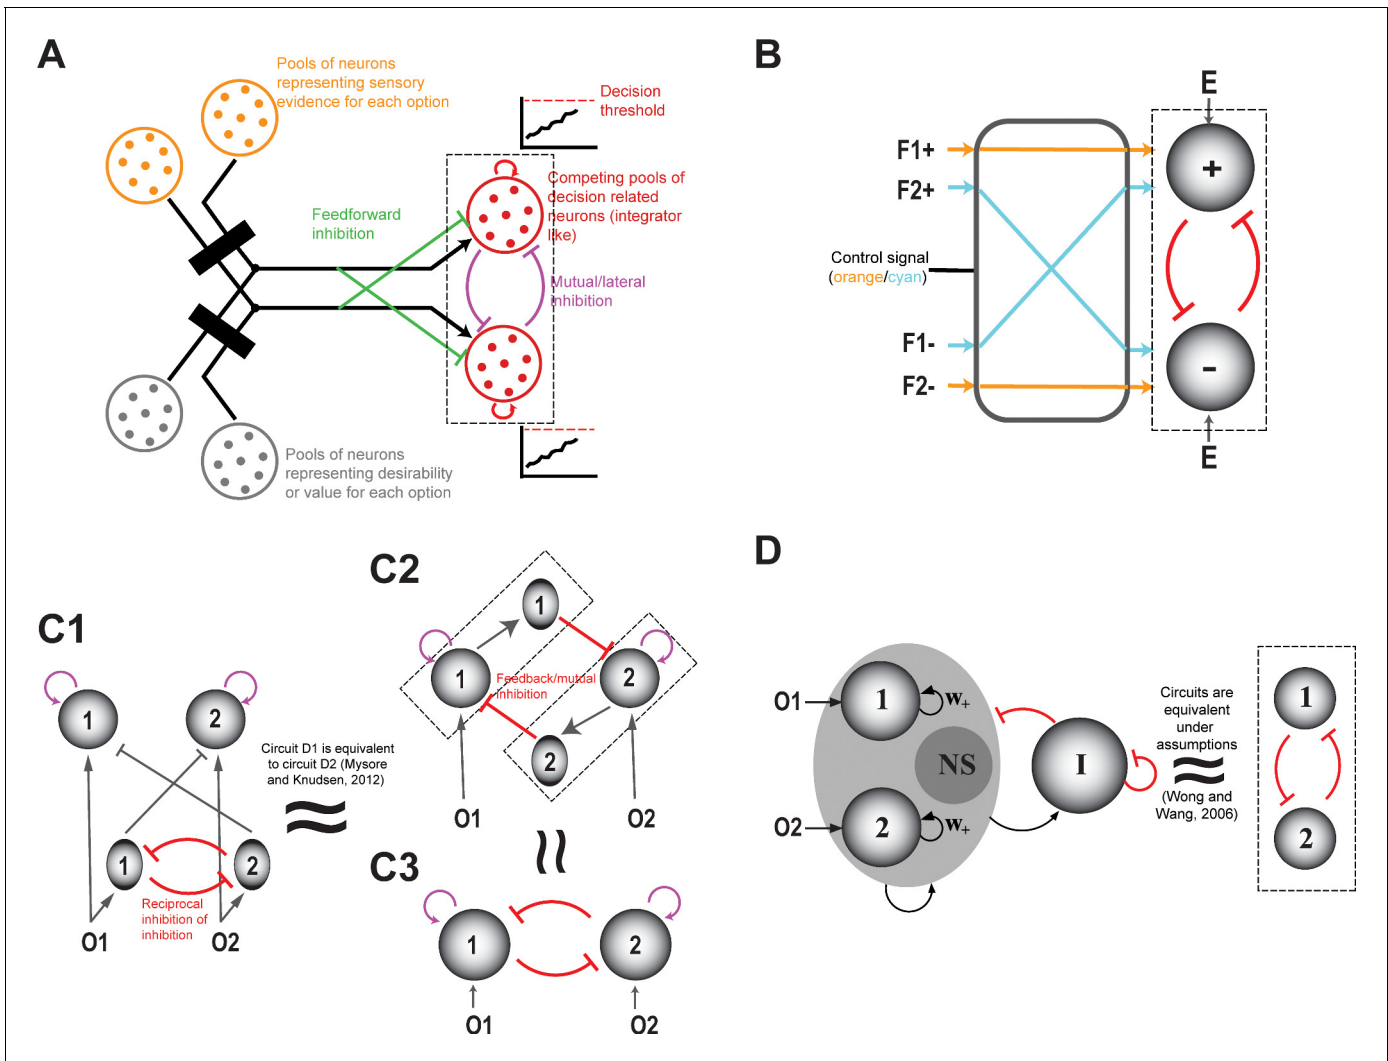 A
Pools of neurons
representing sensory
evidence for each option
Decision
threshold
Feedforward
inhibition
Competing pools of
decision related
neurons (integrator
like)
Mutual/lateral
inhibition
Pools of neurons
representing desirability
or value for each option
B
E
F1+
F2+
+
Control signal
(orange/cyan)
F1-
F2-
-
E
C1
1
2
O1
O2
1
2
Reciprocal
inhibition of
inhibition
Circuit D1 is equivalent
to circuit D2 (Mysore
and Knudsen, 2012)
≈
C2
1
1
2
2
Feedback/mutual
inhibition
O1
O2
≈
C3
1
2
O1
O2
D
O1
1
w+
NS
I
O2
2
w+
Circuits are
equivalent
under
assumptions
≈
(Wong and
Wang, 2006)
1
2